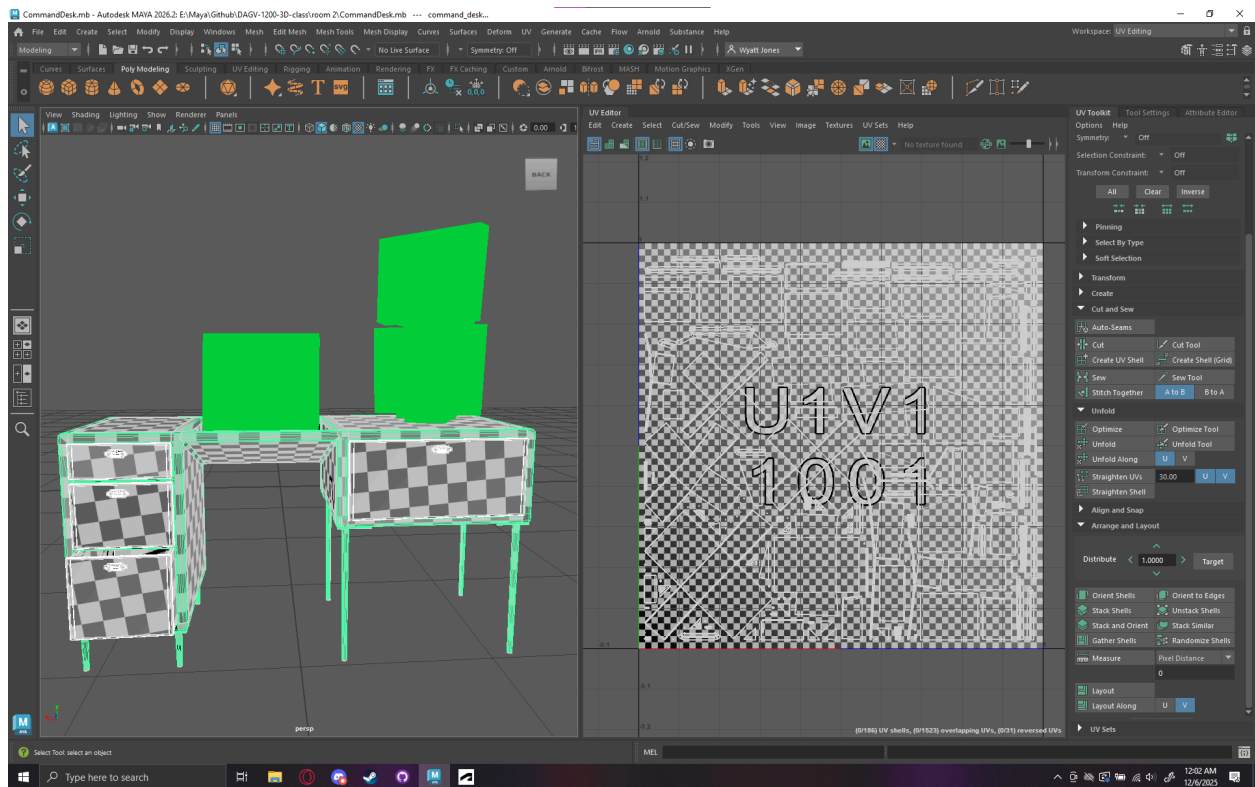 CommandDesk.mb - Autodesk MAYA 2026.2: E:\Maya\Github\DAGV-1200-3D-class\room 2\CommandDesk.mb --- command_desk...
File Edit Create Select Modify Display Windows Mesh Edit Mesh Mesh Tools Mesh Display Curves Surfaces Deform UV Generate Cache Flow Arnold Substance Help
Workspace: UV Editing
Modeling
No Live Surface
Symmetry: Off
Wyatt Jones
Curves Surfaces Poly Modeling Sculpting UV Editing Rigging Animation Rendering FX FX Caching Custom Arnold Bifrost MASH Motion Graphics XGen
View Shading Lighting Show Renderer Panels
0.00
BACK
persp
UV Editor
Edit Create Select Cut/Sew Modify Tools View Image Textures UV Sets Help
No texture found
1.2
1.1
U1V1
1001
-0.1
-0.1
-0.2
(0/186) UV shells, (0/1523) overlapping UVs, (0/31) reversed UVs
UV Toolkit Tool Settings Attribute Editor
Options Help
Symmetry: Off
Selection Constraint: Off
Transform Constraint: Off
All Clear Inverse
Pinning
Select By Type
Soft Selection
Transform
Create
Cut and Sew
Auto-Seams
Cut Cut Tool
Create UV Shell Create Shell (Grid)
Sew Sew Tool
Stitch Together A to B B to A
Unfold
Optimize Optimize Tool
Unfold Unfold Tool
Unfold Along U V
Straighten UVs 30.00 U V
Straighten Shell
Align and Snap
Arrange and Layout
Distribute 1.0000 Target
Orient Shells Orient to Edges
Stack Shells Unstack Shells
Stack and Orient Stack Similar
Gather Shells Randomize Shells
Measure Pixel Distance
0
Layout
Layout Along U V
UV Sets
Select Tool: select an object
MEL
Type here to search
12:02 AM
12/6/2025